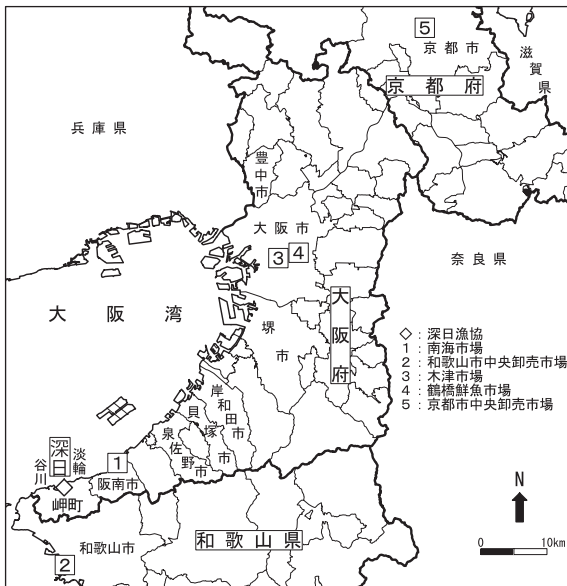 5
京都市
滋賀県
京都府
兵庫県
豊中市
大阪市
3
4
奈良県
大阪湾
大阪府
堺市
◇：深日漁協
1：南海市場
2：和歌山市中央卸売市場
3：木津市場
4：鶴橋鮮魚市場
5：京都市中央卸売市場
岸和田市
貝塚市
泉佐野市
深日
淡輪
谷川
1
阪南市
岬町
N
和歌山県
和歌山市
0 10km
2